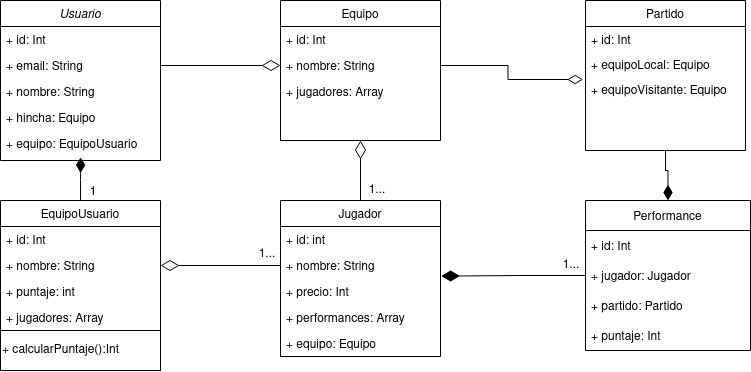 Usuario
+ id: Int
+ email: String
+ nombre: String
+ hincha: Equipo
+ equipo: EquipoUsuario
Equipo
+ id: Int
+ nombre: String
+ jugadores: Array
Partido
+ id: Int
+ equipoLocal: Equipo
+ equipoVisitante: Equipo
1
1...
EquipoUsuario
+ id: Int
+ nombre: String
+ puntaje: int
+ jugadores: Array
+ calcularPuntaje():Int
1...
Jugador
+ id: int
+ nombre: String
+ precio: Int
+ performances: Array
+ equipo: Equipo
1...
Performance
+ id: Int
+ jugador: Jugador
+ partido: Partido
+ puntaje: Int